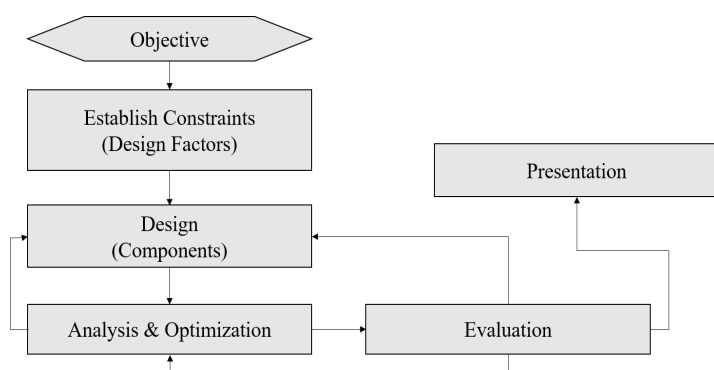 Objective
Establish Constraints
(Design Factors)
Presentation
Design
(Components)
Analysis & Optimization
Evaluation